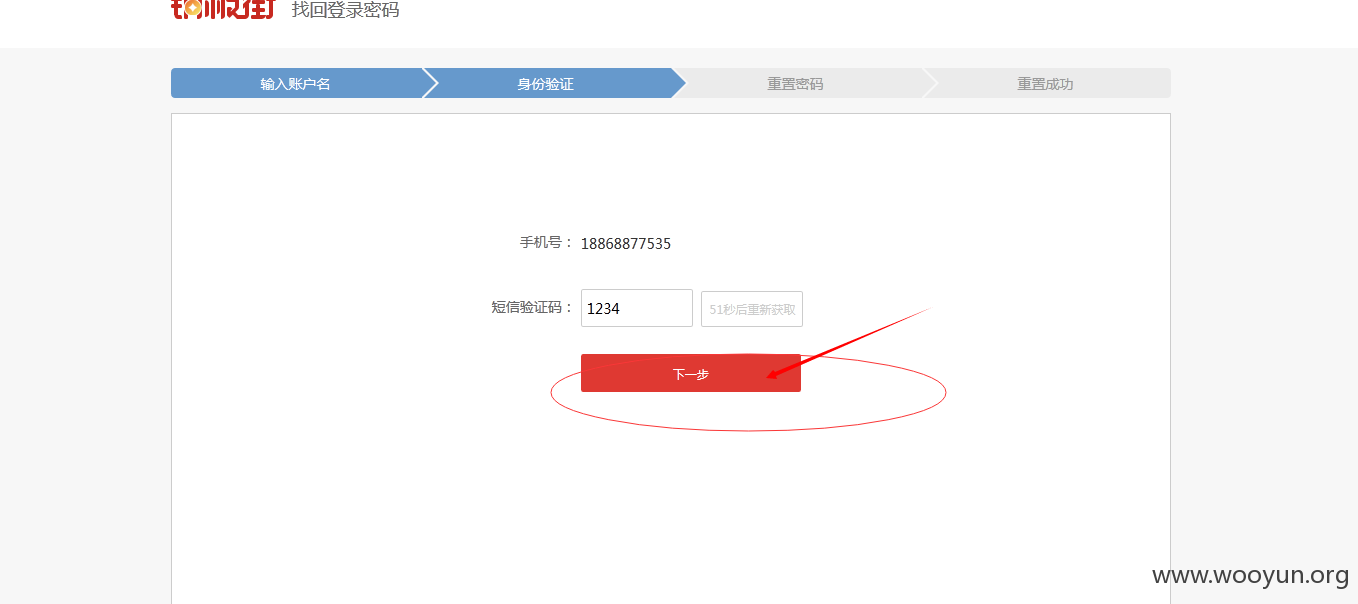 找回登录密码
输入账户名
身份验证
重置密码
重置成功
手机号： 18868877535
短信验证码： 1234 51秒后重新获取
下一步
www.wooyun.org